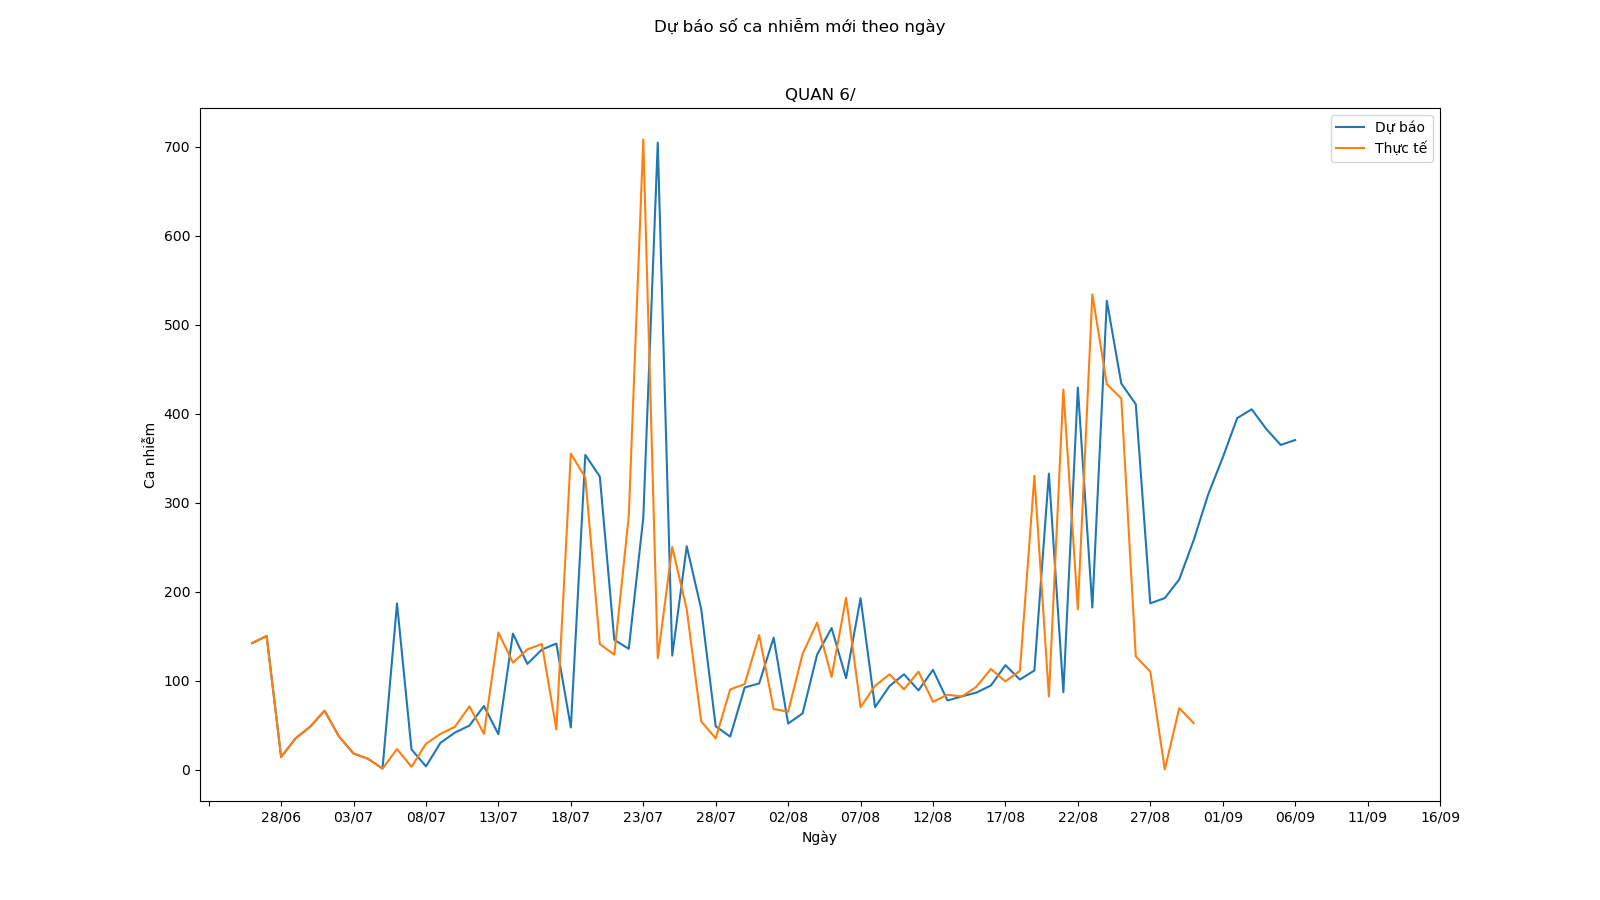 Dự báo số ca nhiễm mới theo ngày
QUAN 6/
Dự báo
Thực tế
700
600
500
400
300
200
100
0
Ca nhiễm
28/06 03/07 08/07 13/07 18/07 23/07 28/07 02/08 07/08 12/08 17/08 22/08 27/08 01/09 06/09 11/09 16/09
Ngày